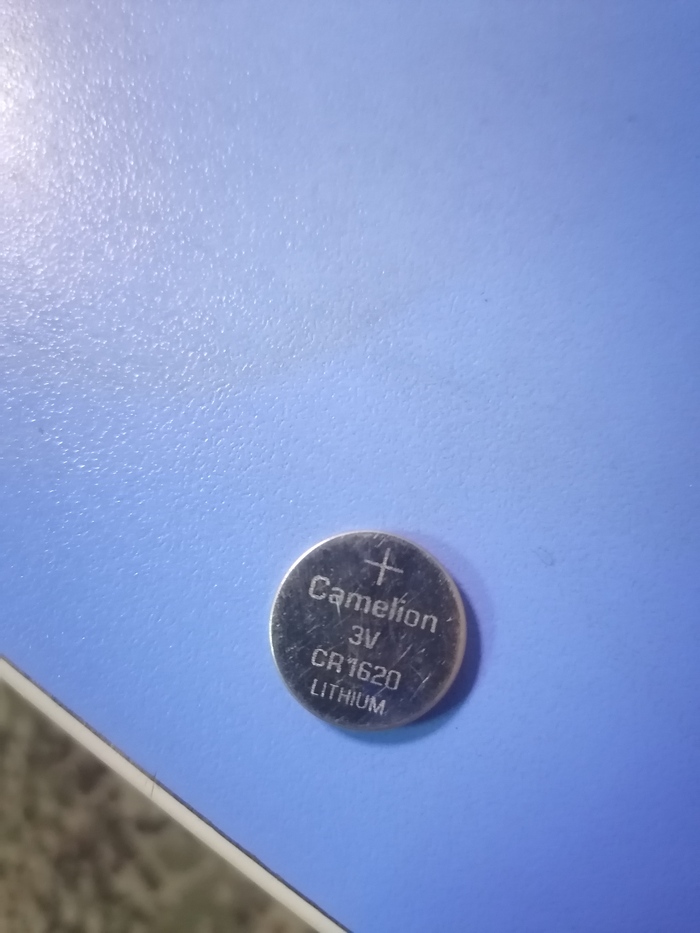 +
Camelion
3V
CR1620
LITHIUM